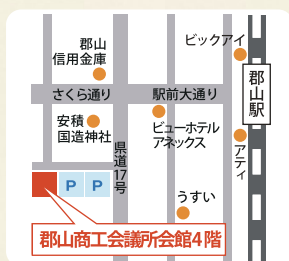 ビックアイ
郡山
信用金庫
郡山駅
さくら通り
駅前大通り
安積
国造神社
ビューホテル
アネックス
アティ
県道17号
P
P
うすい
郡山商工会議所会館4階